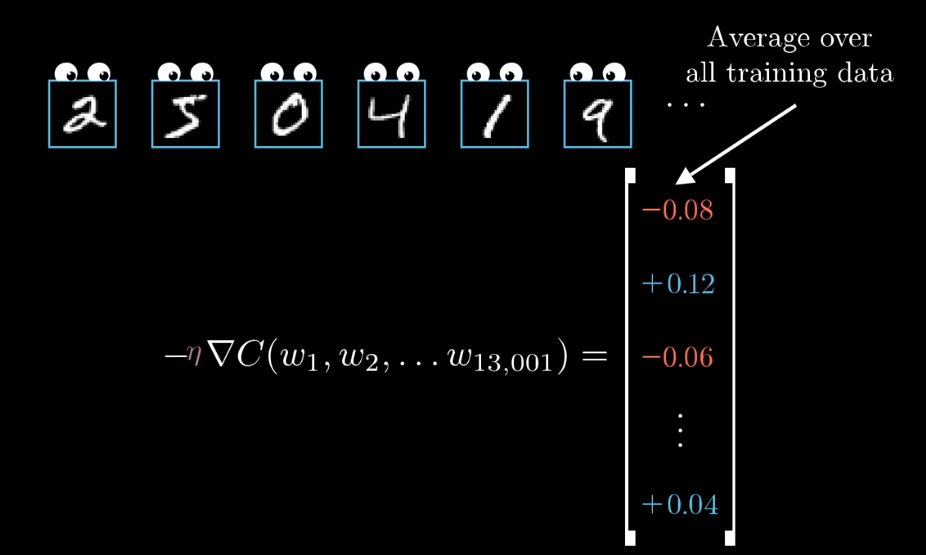 Average over
all training data
2 5 0 4 1 9 ...
−0.08
+0.12
−η∇C(w₁, w₂, … w₁₃,₀₀₁) =
−0.06
⋮
+0.04